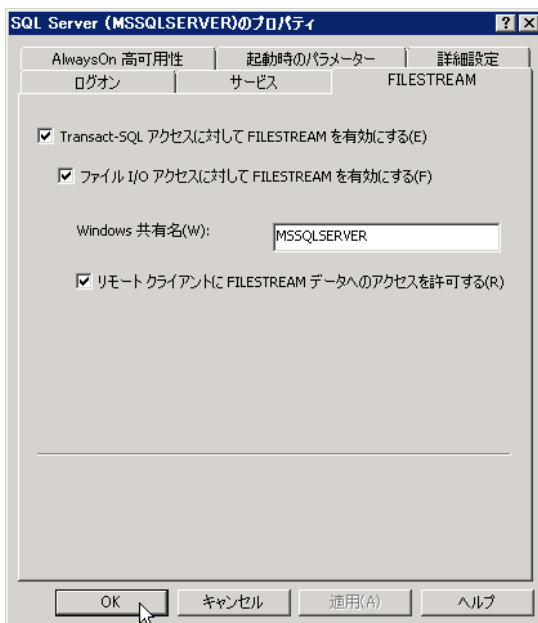 SQL Server (MSSQLSERVER)のプロパティ
AlwaysOn 高可用性 起動時のパラメーター 詳細設定
ログオン サービス FILESTREAM
Transact-SQL アクセスに対して FILESTREAM を有効にする(E)
ファイル I/O アクセスに対して FILESTREAM を有効にする(F)
Windows 共有名(W): MSSQLSERVER
リモート クライアントに FILESTREAM データへのアクセスを許可する(R)
OK キャンセル 適用(A) ヘルプ